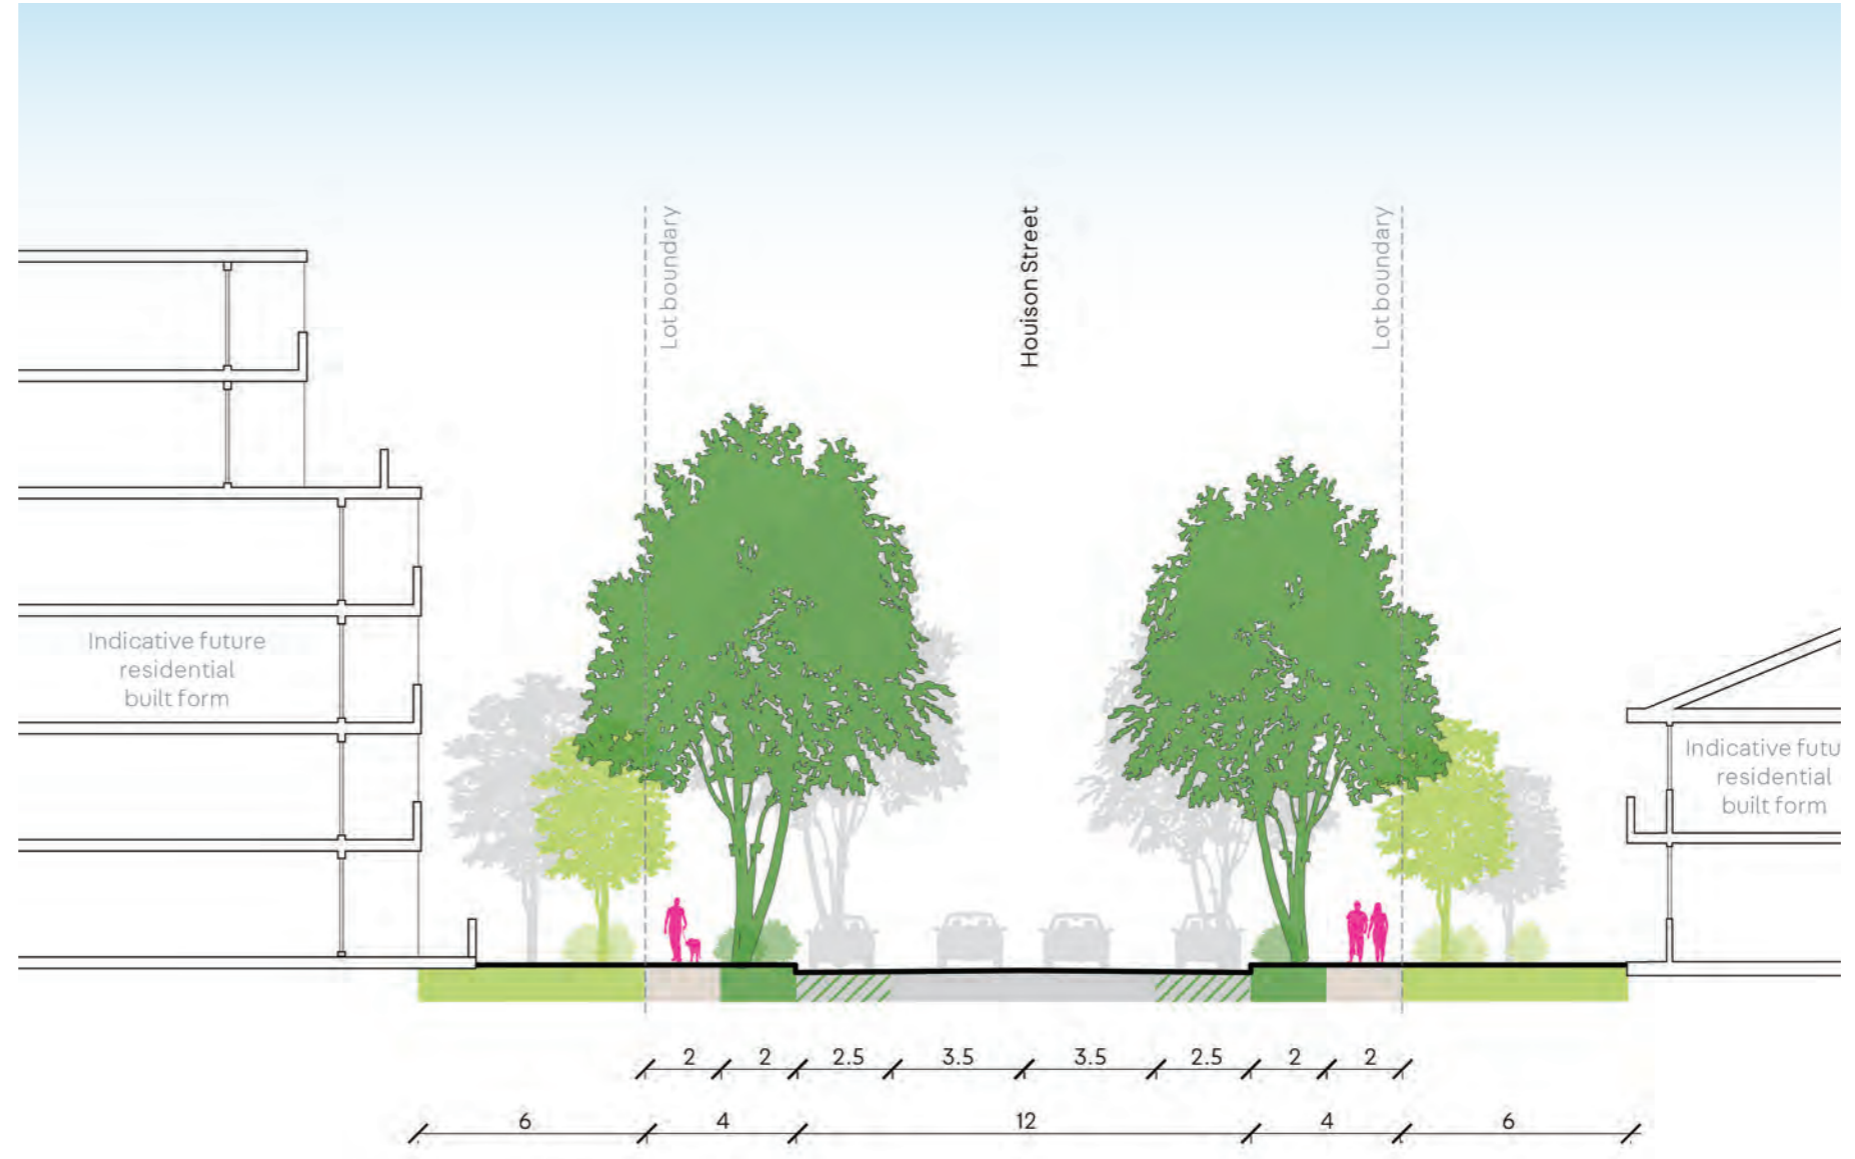 Lot boundary
Houison Street
Lot boundary
Indicative future
residential
built form
Indicative futu
residential
built form
2 2 2.5 3.5 3.5 2.5 2 2
6 4 12 4 6